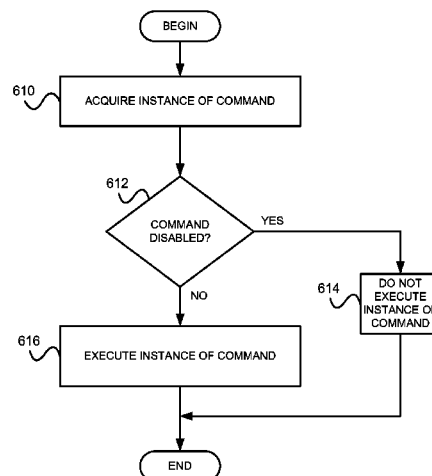 BEGIN
610
ACQUIRE INSTANCE OF COMMAND
612
COMMAND
DISABLED?
YES
NO
614
DO NOT
EXECUTE
INSTANCE OF
COMMAND
616
EXECUTE INSTANCE OF COMMAND
END